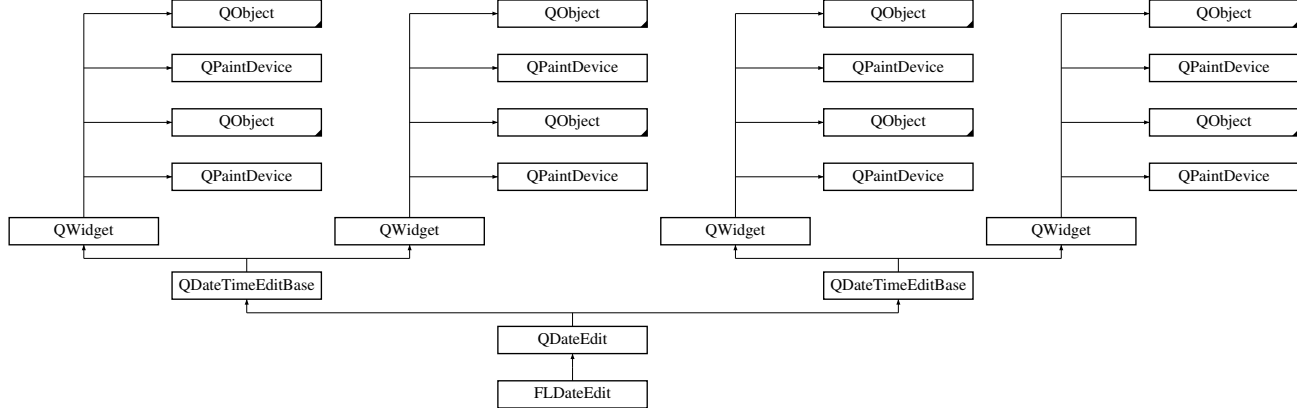 QObject QObject QObject QObject
QPaintDevice QPaintDevice QPaintDevice QPaintDevice
QObject QObject QObject QObject
QPaintDevice QPaintDevice QPaintDevice QPaintDevice
QWidget QWidget QWidget QWidget
QDateTimeEditBase QDateTimeEditBase
QDateEdit
FLDateEdit